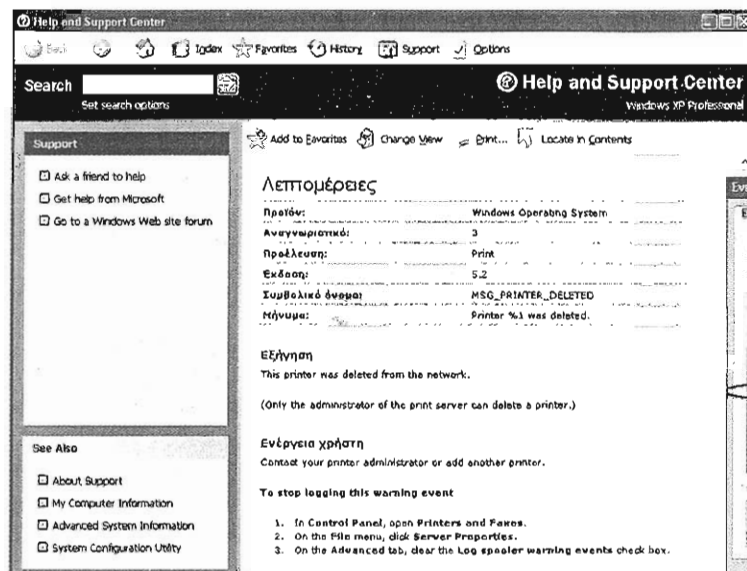 Help and Support Center
Back Index Favorites History Support Options
Search
Set search options
Help and Support Center
Windows XP Professional
Support
Ask a friend to help
Get help from Microsoft
Go to a Windows Web site forum
See Also
About Support
My Computer Information
Advanced System Information
System Configuration Utility
Add to Favorites Change View Print... Locate in Contents
Λεπτομέρειες
Προϊόν: Windows Operating System
Αναγνωριστικό: 3
Προέλευση: Print
Έκδοση: 5.2
Συμβολικό όνομα: MSG_PRINTER_DELETED
Μήνυμα: Printer %1 was deleted.
Εξήγηση
This printer was deleted from the network.
(Only the administrator of the print server can delete a printer.)
Ενέργεια χρήστη
Contact your printer administrator or add another printer.
To stop logging this warning event
1. In Control Panel, open Printers and Faxes.
2. On the File menu, click Server Properties.
3. On the Advanced tab, clear the Log spooler warning events check box.